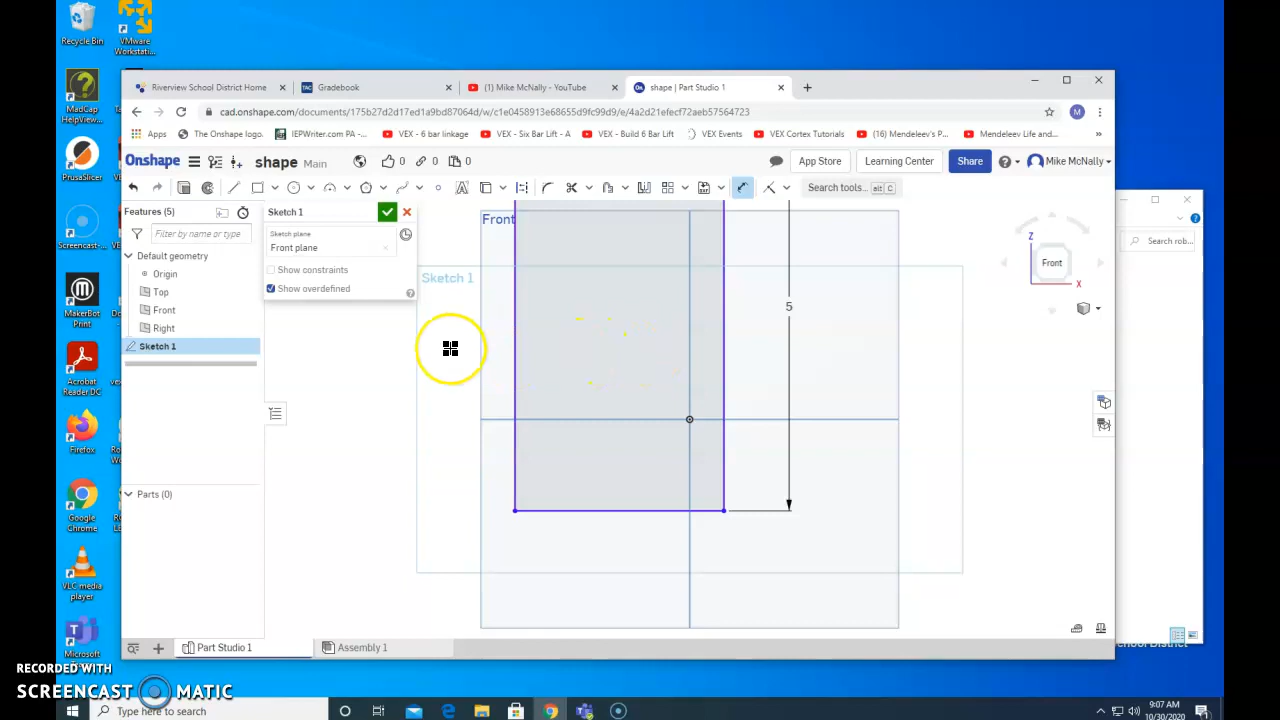 Recycle Bin
VMware
Workstati...
MadCap
HelpView...
PrusaSlicer
Screencast-...
MakerBot
Print
Acrobat
Reader DC
Firefox
Google
Chrome
VLC media
player
Microsoft
Riverview School District Home
Gradebook
(1) Mike McNally - YouTube
shape | Part Studio 1
cad.onshape.com/documents/175b27d2d17ed1a9bd87064d/w/c1e0458913e68655d9fc99d9/e/4a2d21efecf72aeb57564723
M
Apps
The Onshape logo.
IEPWriter.com PA -...
VEX - 6 bar linkage
VEX - Six Bar Lift - A
VEX - Build 6 Bar Lift
VEX Events
VEX Cortex Tutorials
(16) Mendeleev's P...
Mendeleev Life and...
»
Onshape
shape Main
0
0
0
App Store
Learning Center
Share
Mike McNally
Search tools...
alt C
Features (5)
Filter by name or type
Default geometry
Origin
Top
Front
Right
Sketch 1
Parts (0)
Sketch 1
Sketch plane
Front plane
Show constraints
Show overdefined
Front
Sketch 1
5
Z
Front
X
Search rob...
Part Studio 1
Assembly 1
RECORDED WITH
SCREENCAST MATIC
Type here to search
9:07 AM
10/30/2020